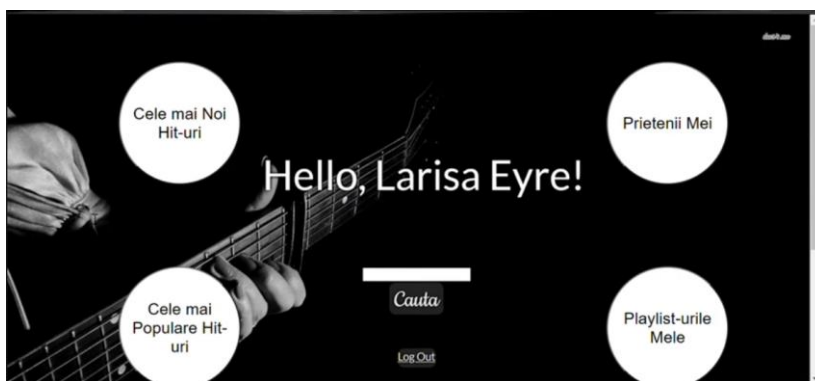 Cele mai Noi
Hit-uri
Prietenii Mei
Hello, Larisa Eyre!
Cauta
Cele mai
Populare Hit-
uri
Playlist-urile
Mele
Log Out